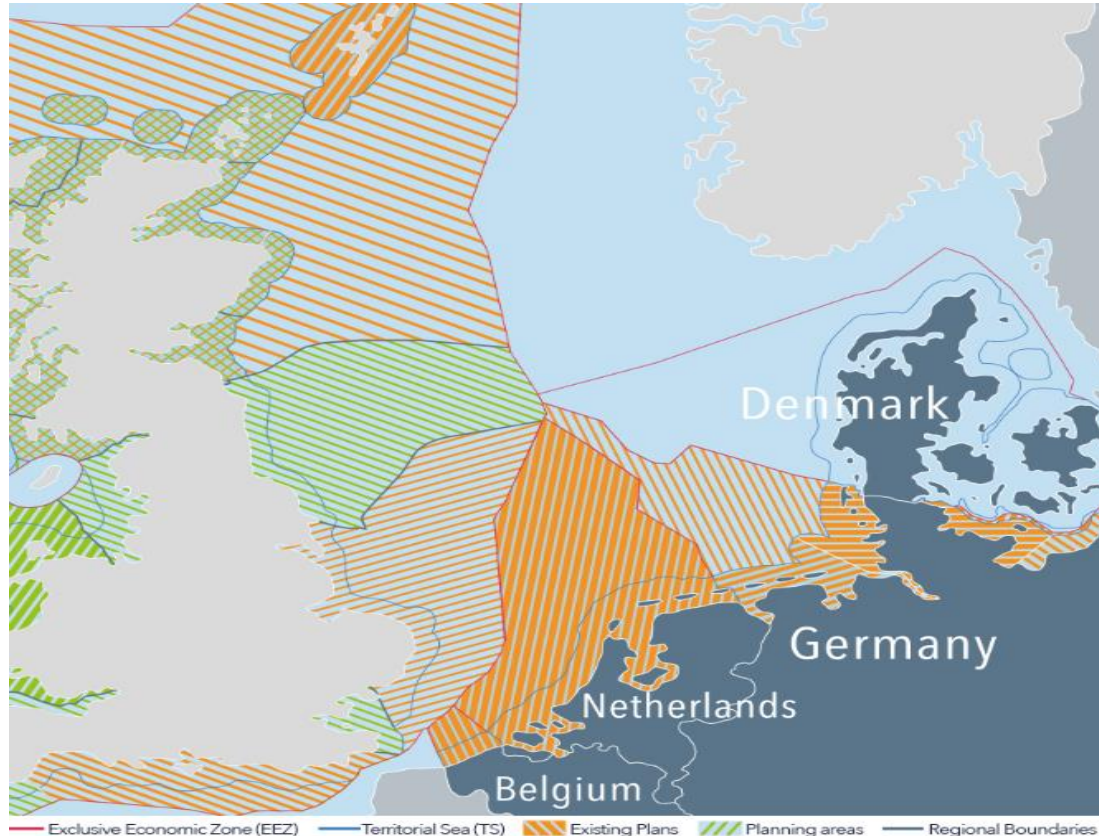 Denmark
Germany
Netherlands
Belgium
Exclusive Economic Zone (EEZ) Territorial Sea (TS) Existing Plans Planning areas Regional Boundaries